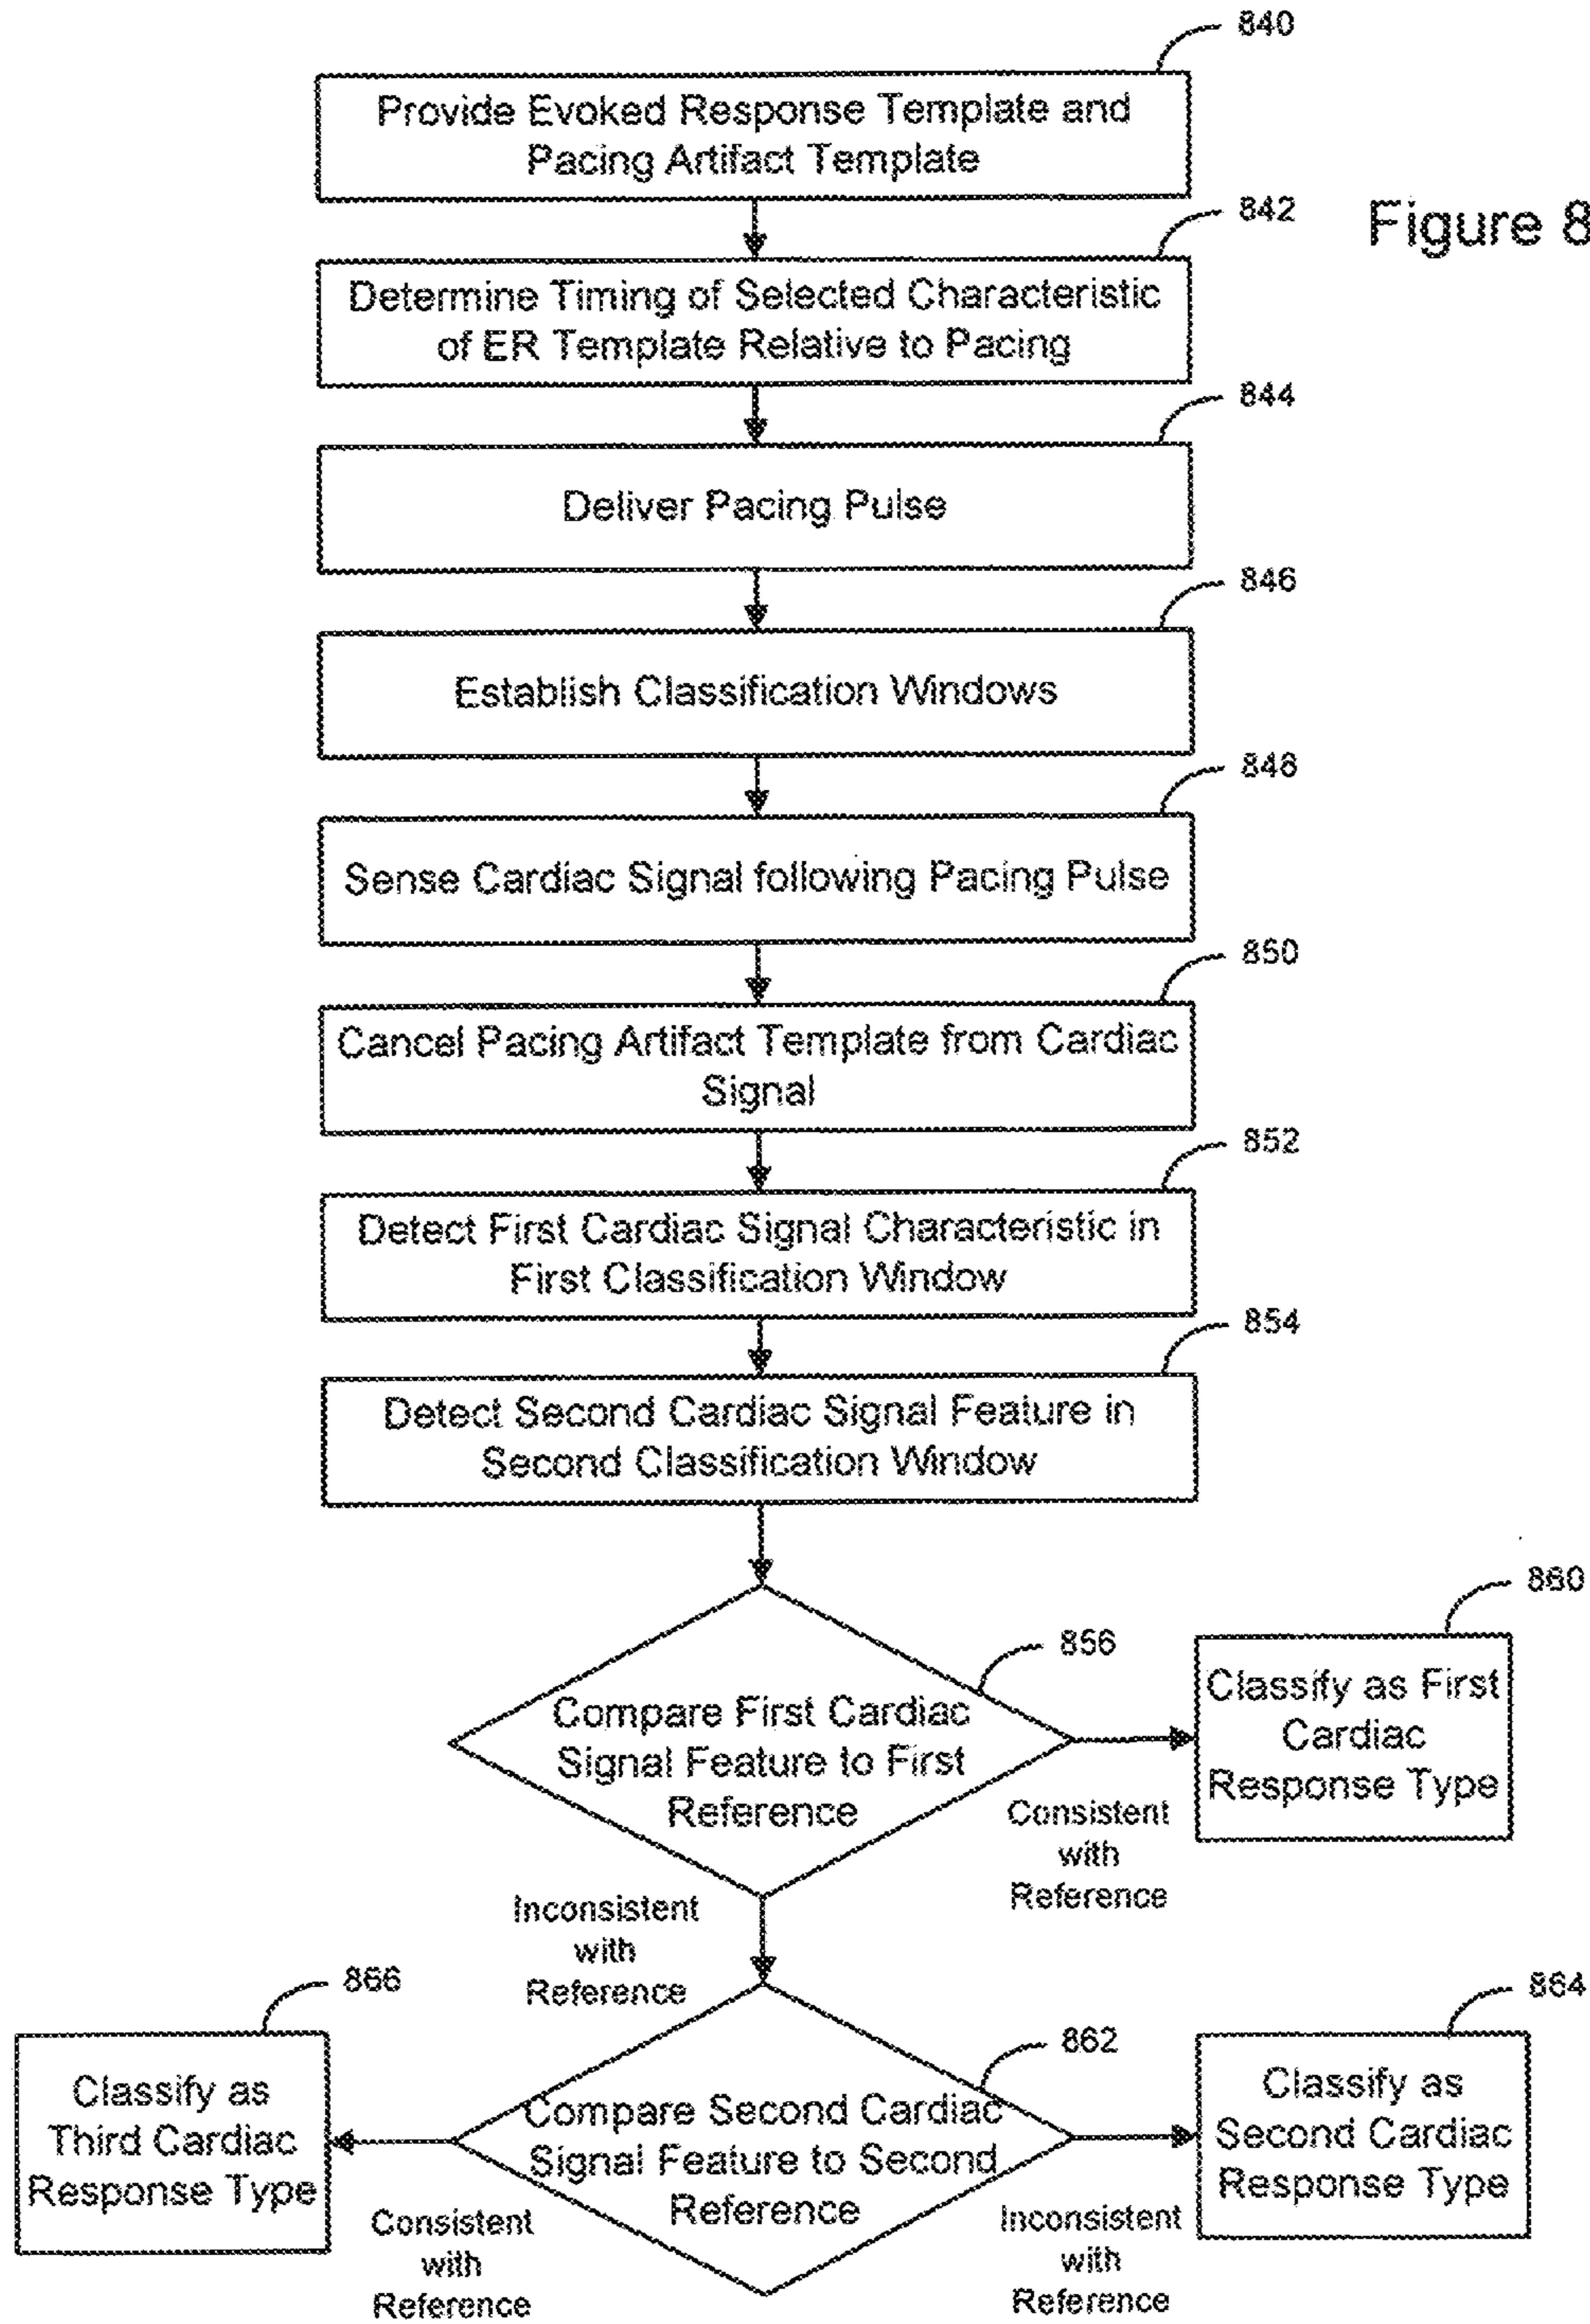 840
Provide Evoked Response Template and
Pacing Artifact Template
Figure 8
842
Determine Timing of Selected Characteristic
of ER Template Relative to Pacing
844
Deliver Pacing Pulse
846
Establish Classification Windows
848
Sense Cardiac Signal following Pacing Pulse
850
Cancel Pacing Artifact Template from Cardiac
Signal
852
Detect First Cardiac Signal Characteristic in
First Classification Window
854
Detect Second Cardiac Signal Feature in
Second Classification Window
856
Compare First Cardiac
Signal Feature to First
Reference
860
Classify as First
Cardiac
Response Type
Consistent
with
Reference
Inconsistent
with
Reference
866
Classify as
Third Cardiac
Response Type
862
Compare Second Cardiac
Signal Feature to Second
Reference
864
Classify as
Second Cardiac
Response Type
Consistent
with
Reference
Inconsistent
with
Reference